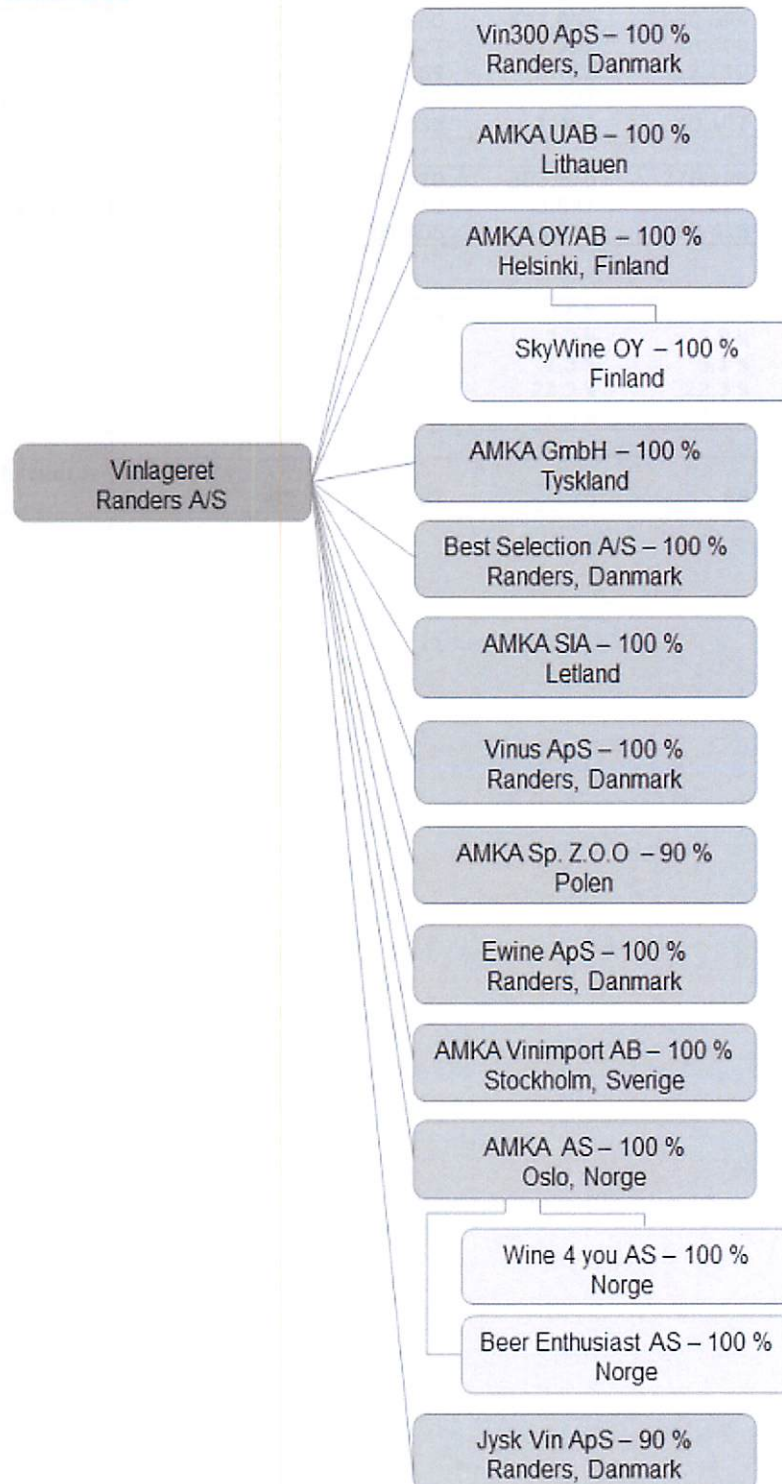 Vin300 ApS – 100 %
Randers, Danmark
AMKA UAB – 100 %
Lithauen
AMKA OY/AB – 100 %
Helsinki, Finland
SkyWine OY – 100 %
Finland
Vinlageret
Randers A/S
AMKA GmbH – 100 %
Tyskland
Best Selection A/S – 100 %
Randers, Danmark
AMKA SIA – 100 %
Letland
Vinus ApS – 100 %
Randers, Danmark
AMKA Sp. Z.O.O – 90 %
Polen
Ewine ApS – 100 %
Randers, Danmark
AMKA Vinimport AB – 100 %
Stockholm, Sverige
AMKA AS – 100 %
Oslo, Norge
Wine 4 you AS – 100 %
Norge
Beer Enthusiast AS – 100 %
Norge
Jysk Vin ApS – 90 %
Randers, Danmark